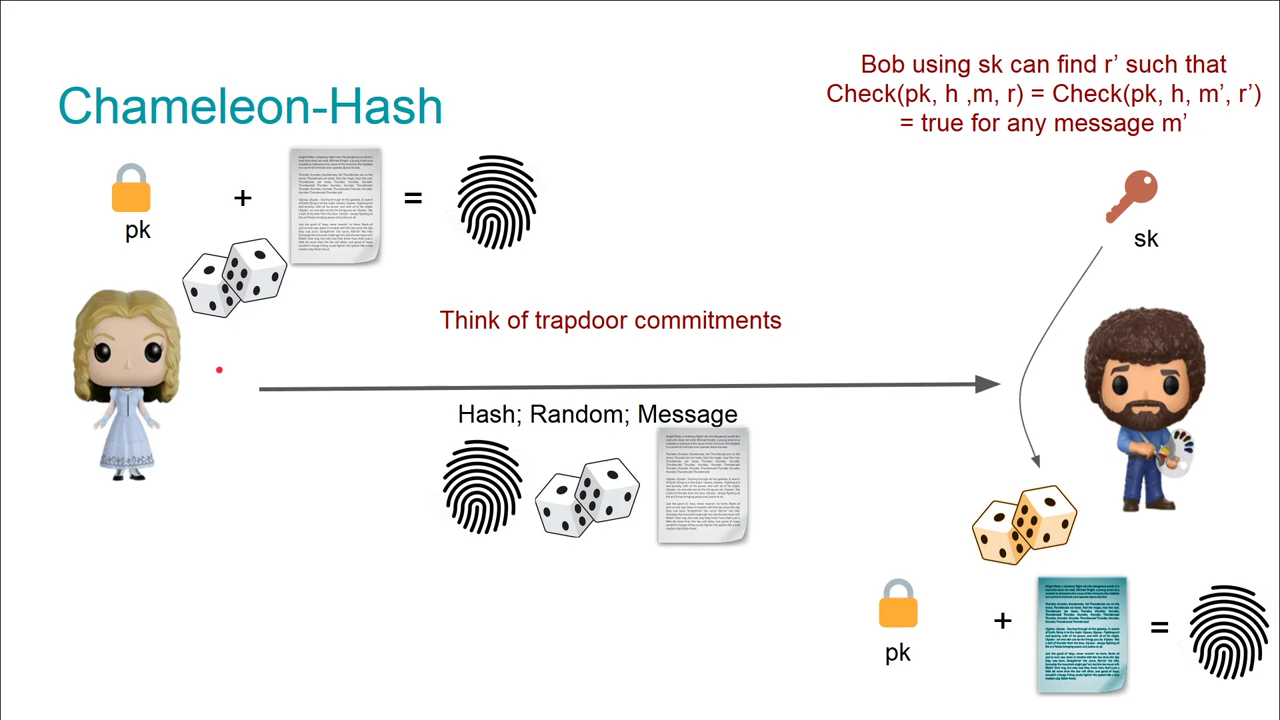 Bob using sk can find r’ such that
Check(pk, h ,m, r) = Check(pk, h, m’, r’)
= true for any message m’
Chameleon-Hash
+
=
pk
sk
Think of trapdoor commitments
Hash; Random; Message
+
=
pk